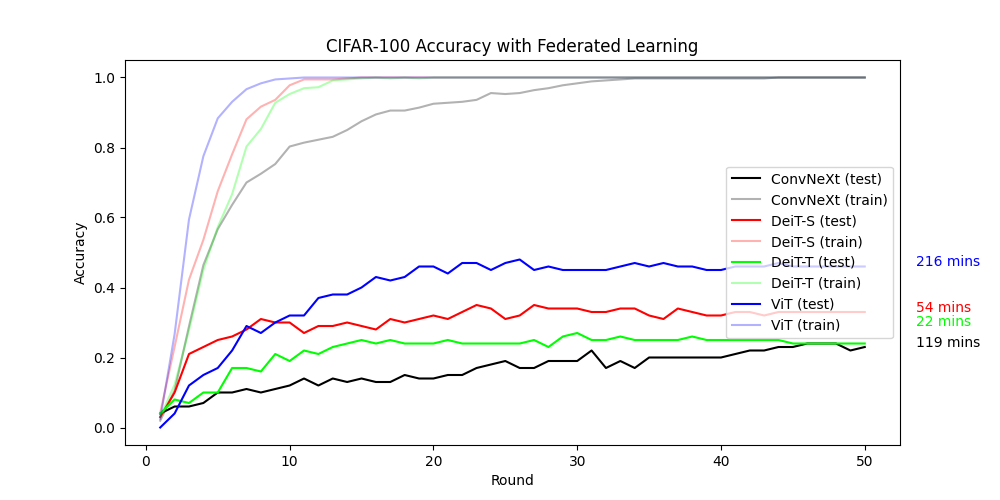 CIFAR-100 Accuracy with Federated Learning
Accuracy
1.0
0.8
0.6
0.4
0.2
0.0
ConvNeXt (test)
ConvNeXt (train)
DeiT-S (test)
DeiT-S (train)
DeiT-T (test)
DeiT-T (train)
ViT (test)
ViT (train)
216 mins
54 mins
22 mins
119 mins
0
10
20
30
40
50
Round